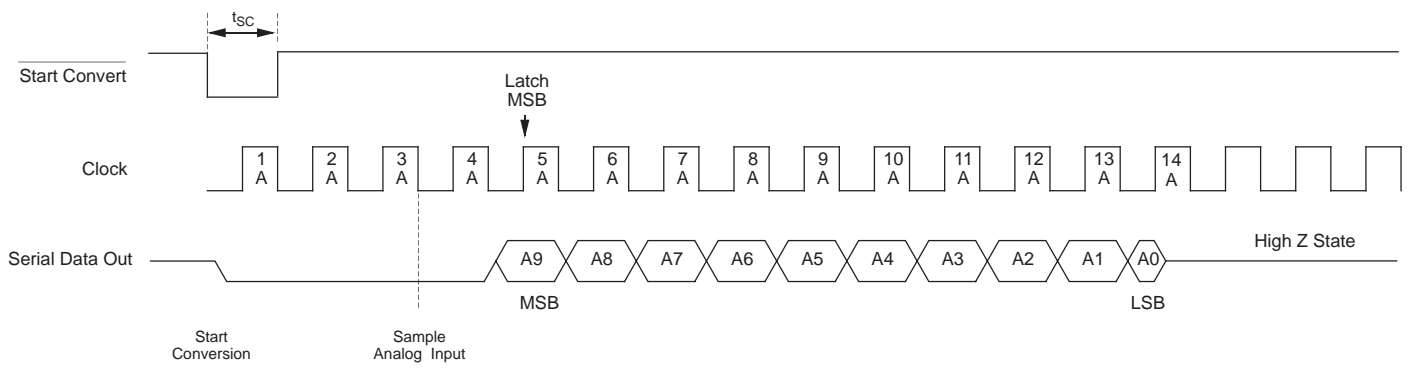 tSC
Start Convert
Latch
MSB
Clock
1 2 3 4 5 6 7 8 9 10 11 12 13 14
A A A A A A A A A A A A A A
Serial Data Out
A9 A8 A7 A6 A5 A4 A3 A2 A1 A0
High Z State
MSB
LSB
Start
Conversion
Sample
Analog Input